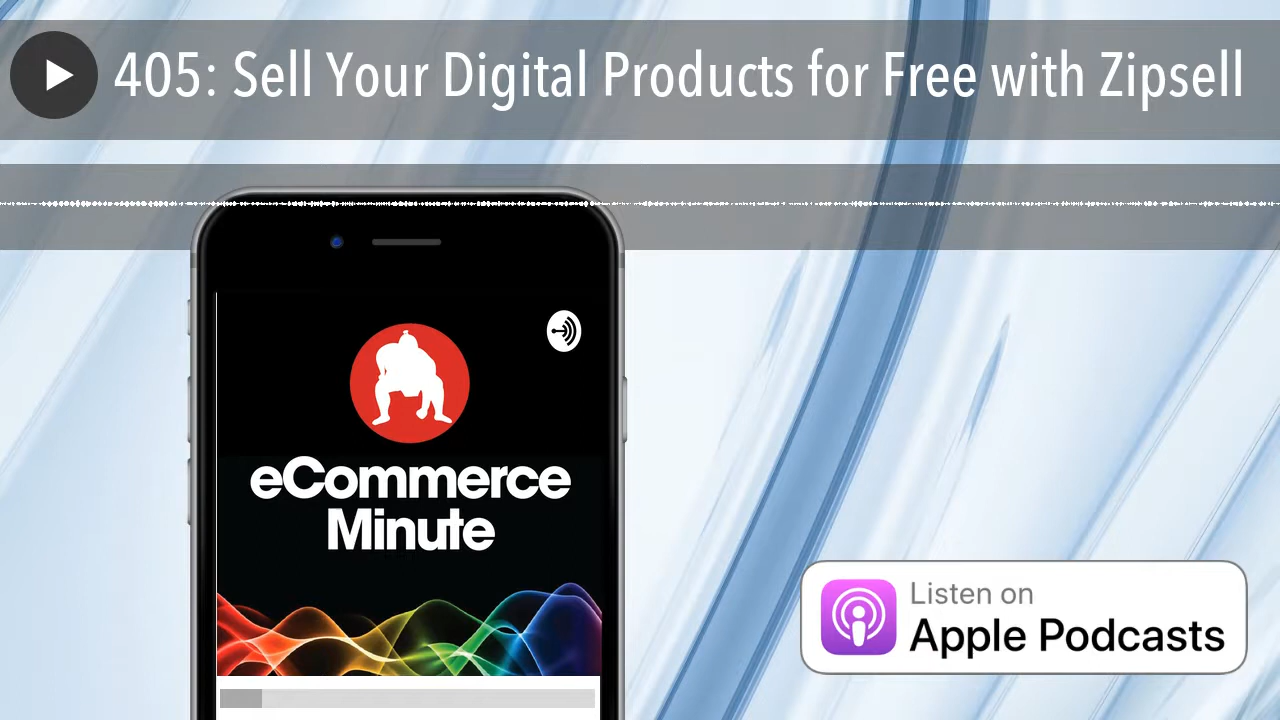 405: Sell Your Digital Products for Free with Zipsell
eCommerce
Minute
Listen on
Apple Podcasts